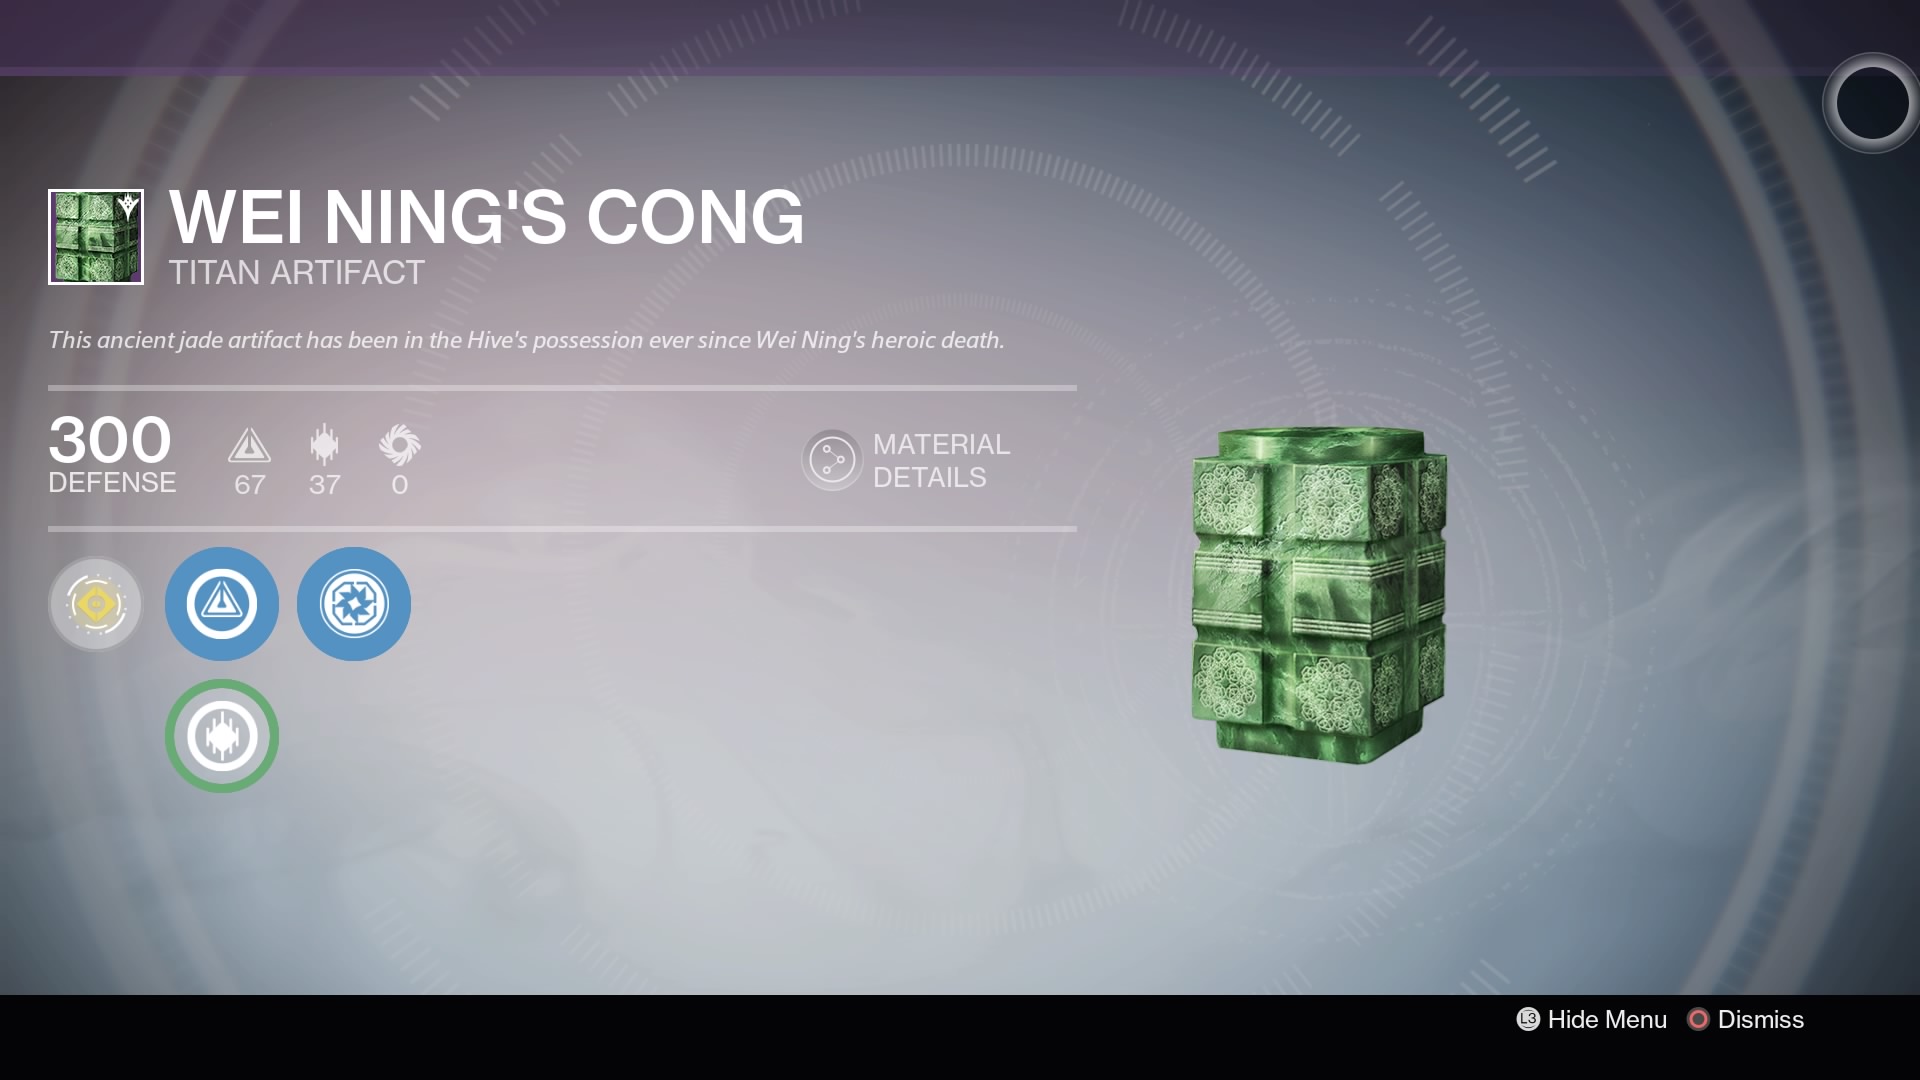 WEI NING'S CONG
TITAN ARTIFACT
This ancient jade artifact has been in the Hive's possession ever since Wei Ning's heroic death.
300
DEFENSE
67 37 0
MATERIAL
DETAILS
L3 Hide Menu Dismiss